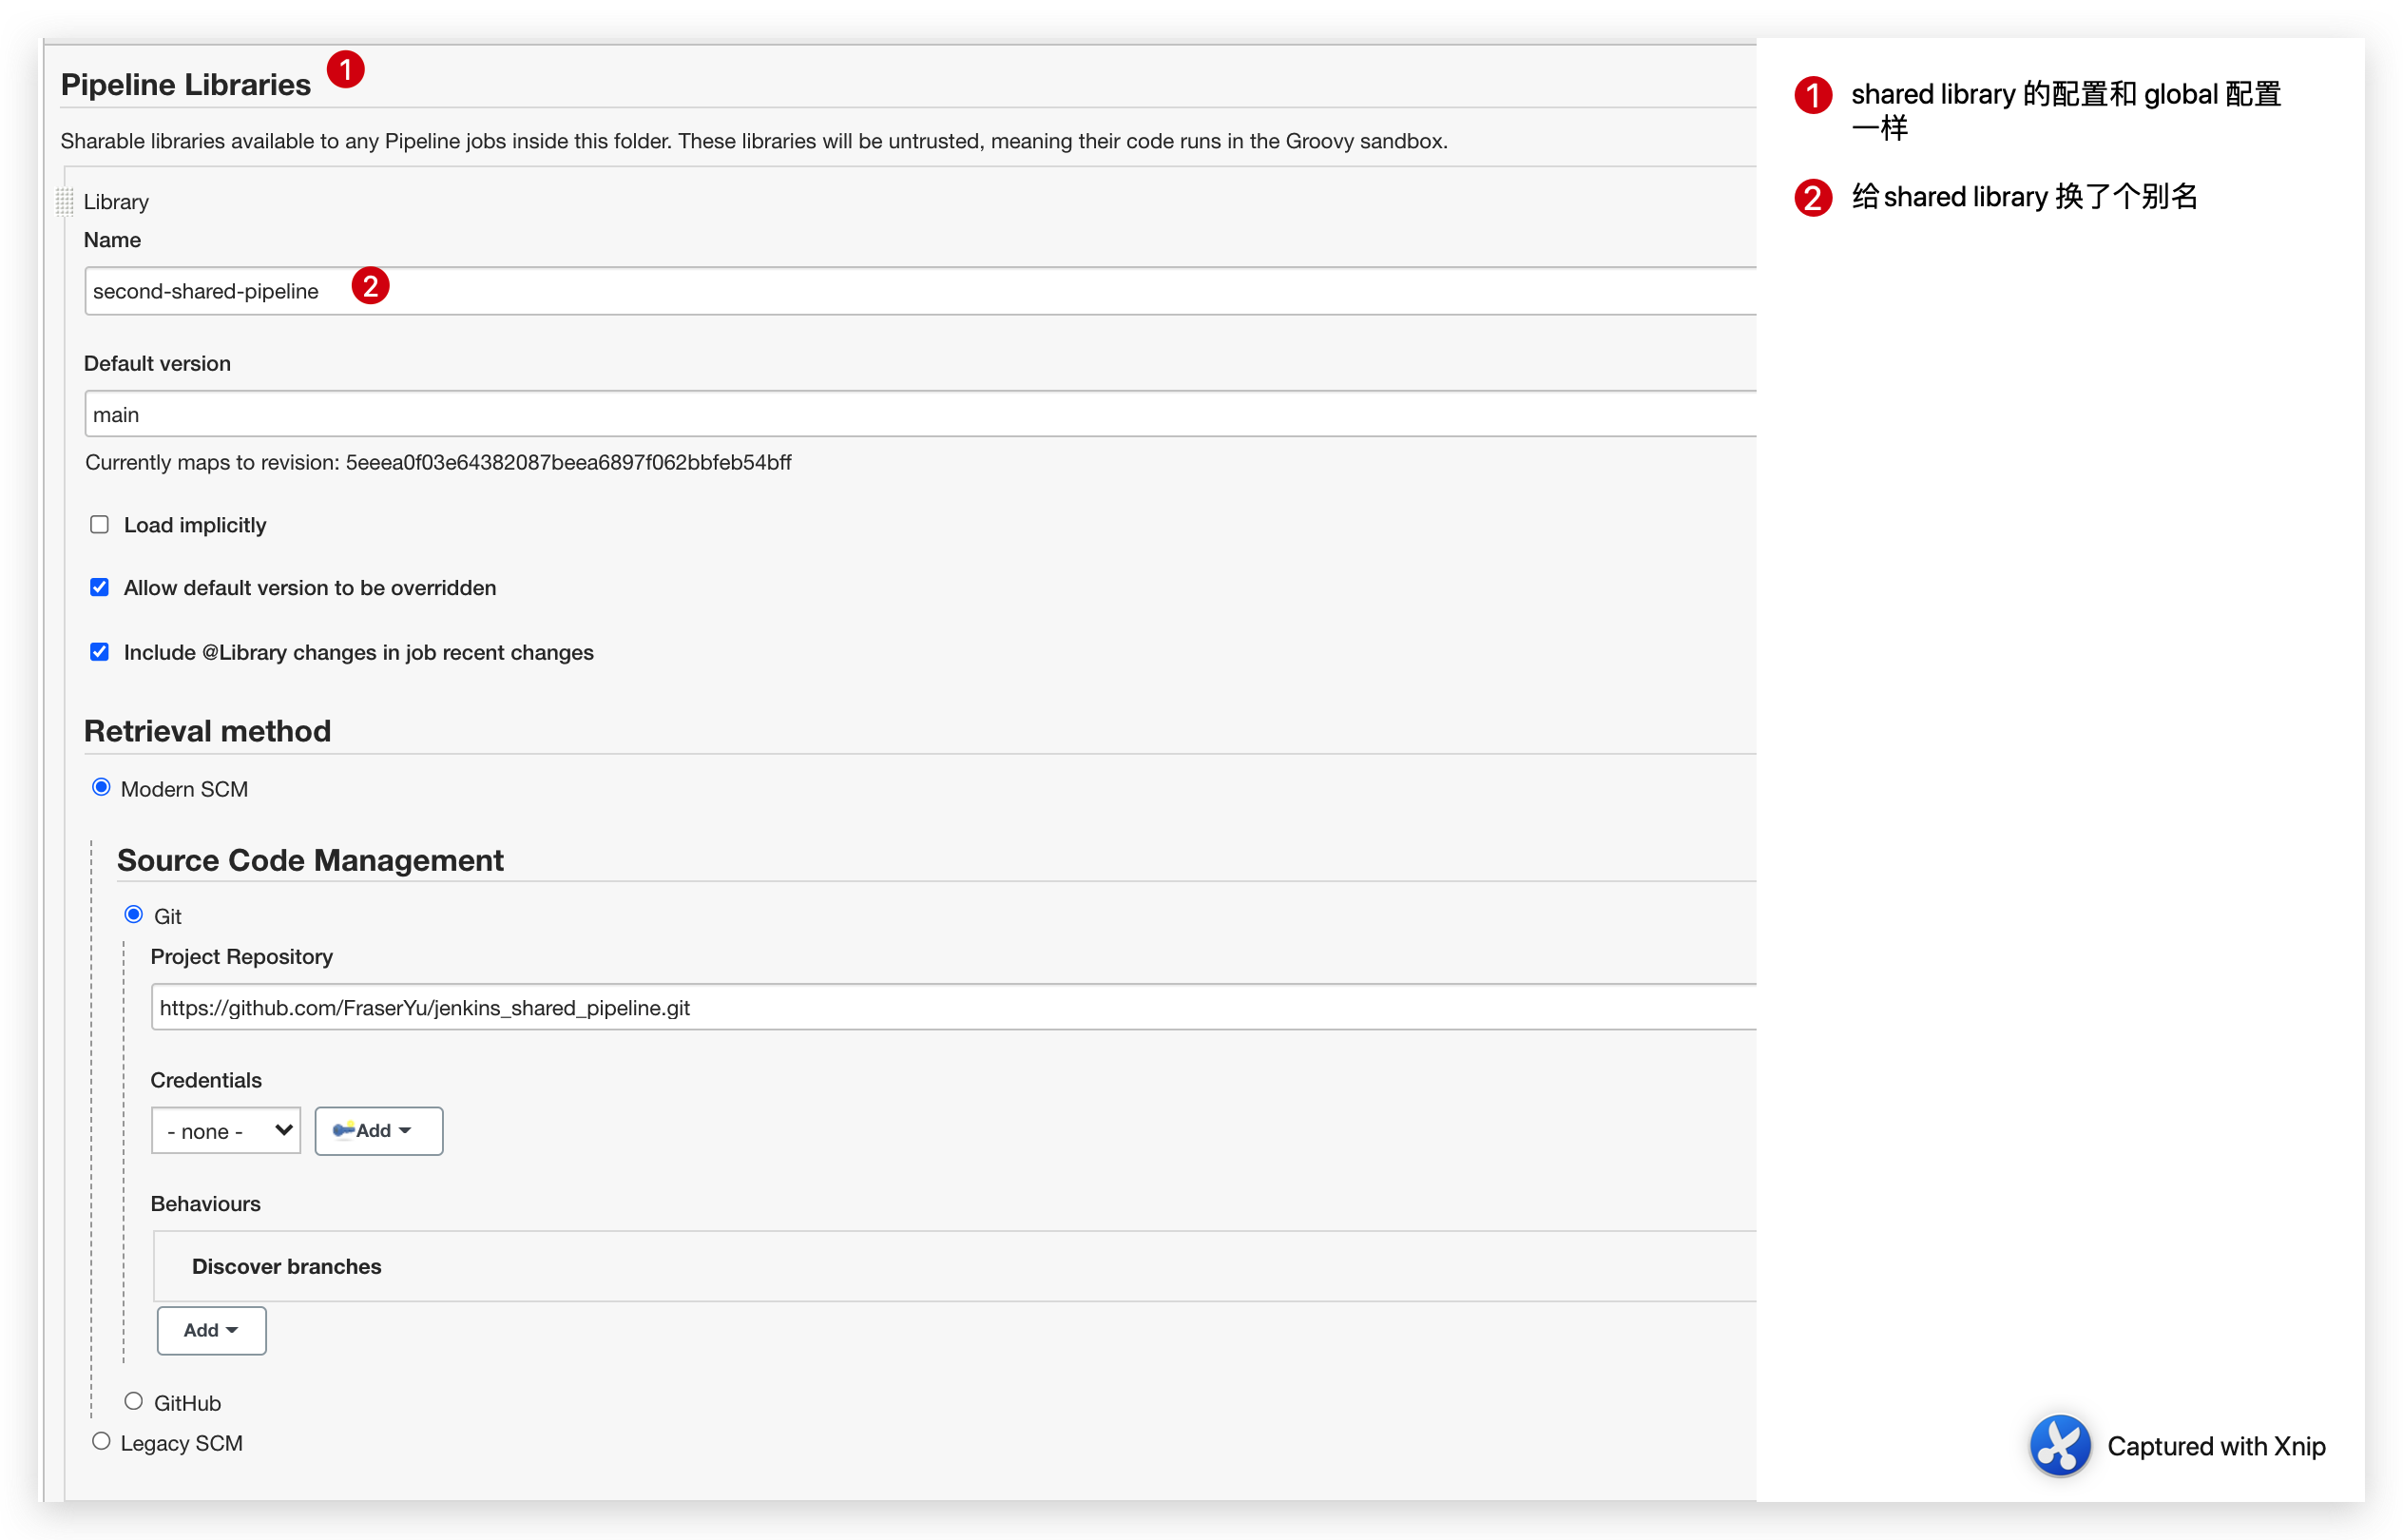 Pipeline Libraries 1
Sharable libraries available to any Pipeline jobs inside this folder. These libraries will be untrusted, meaning their code runs in the Groovy sandbox.
Library
Name
second-shared-pipeline 2
Default version
main
Currently maps to revision: 5eeea0f03e64382087beea6897f062bbfeb54bff
Load implicitly
Allow default version to be overridden
Include @Library changes in job recent changes
Retrieval method
Modern SCM
Source Code Management
Git
Project Repository
https://github.com/FraserYu/jenkins_shared_pipeline.git
Credentials
- none - Add
Behaviours
Discover branches
Add
GitHub
Legacy SCM
1 shared library 的配置和 global 配置
一样
2 给 shared library 换了个别名
Captured with Xnip